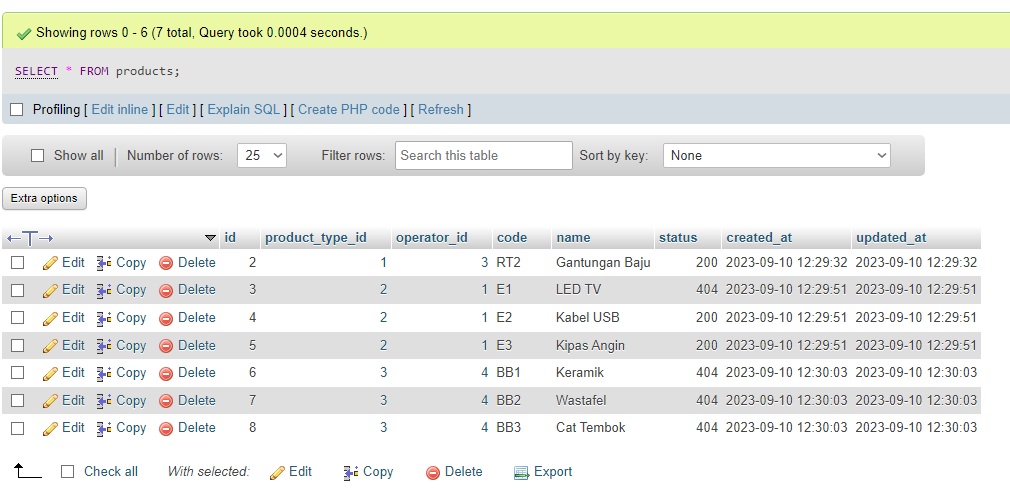 Showing rows 0 - 6 (7 total, Query took 0.0004 seconds.)
SELECT * FROM products;
Profiling [ Edit inline ] [ Edit ] [ Explain SQL ] [ Create PHP code ] [ Refresh ]
Show all Number of rows: 25 Filter rows: Search this table Sort by key: None
Extra options
id product_type_id operator_id code name status created_at updated_at
Edit Copy Delete 2 1 3 RT2 Gantungan Baju 200 2023-09-10 12:29:32 2023-09-10 12:29:32
Edit Copy Delete 3 2 1 E1 LED TV 404 2023-09-10 12:29:51 2023-09-10 12:29:51
Edit Copy Delete 4 2 1 E2 Kabel USB 200 2023-09-10 12:29:51 2023-09-10 12:29:51
Edit Copy Delete 5 2 1 E3 Kipas Angin 200 2023-09-10 12:29:51 2023-09-10 12:29:51
Edit Copy Delete 6 3 4 BB1 Keramik 404 2023-09-10 12:30:03 2023-09-10 12:30:03
Edit Copy Delete 7 3 4 BB2 Wastafel 404 2023-09-10 12:30:03 2023-09-10 12:30:03
Edit Copy Delete 8 3 4 BB3 Cat Tembok 404 2023-09-10 12:30:03 2023-09-10 12:30:03
Check all With selected: Edit Copy Delete Export